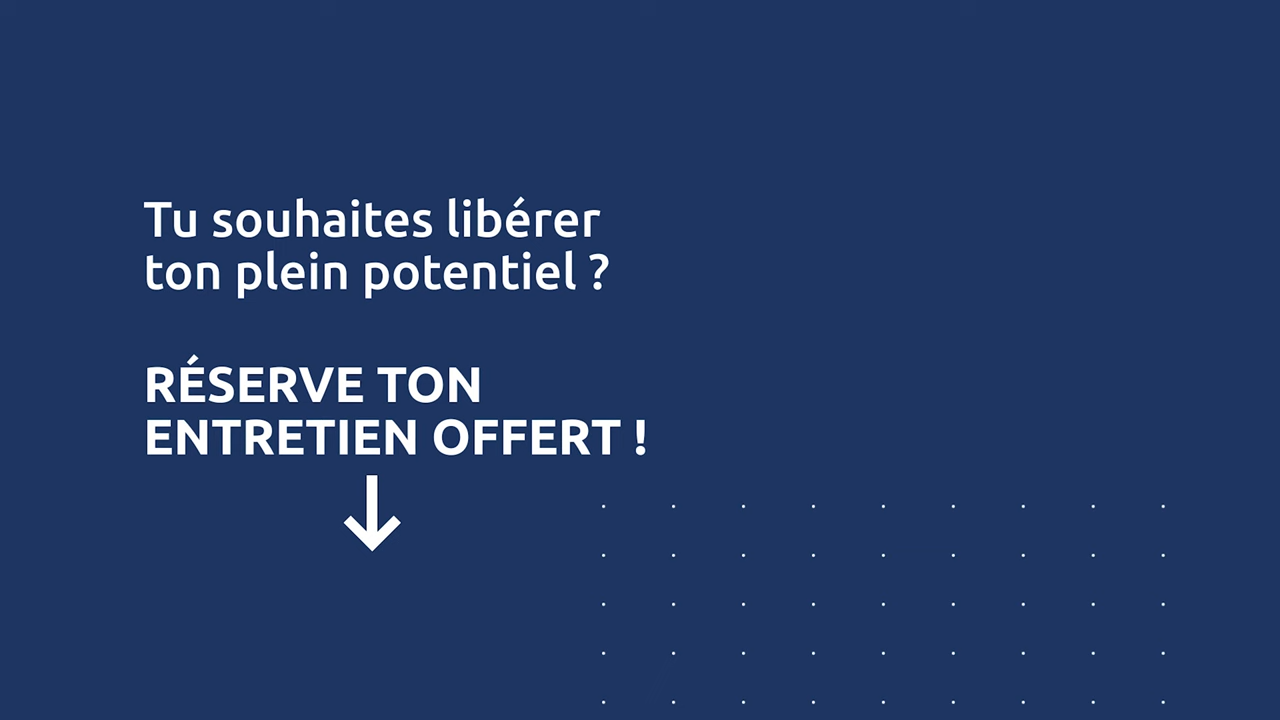 Tu souhaites libérer
ton plein potentiel ?
RÉSERVE TON
ENTRETIEN OFFERT !